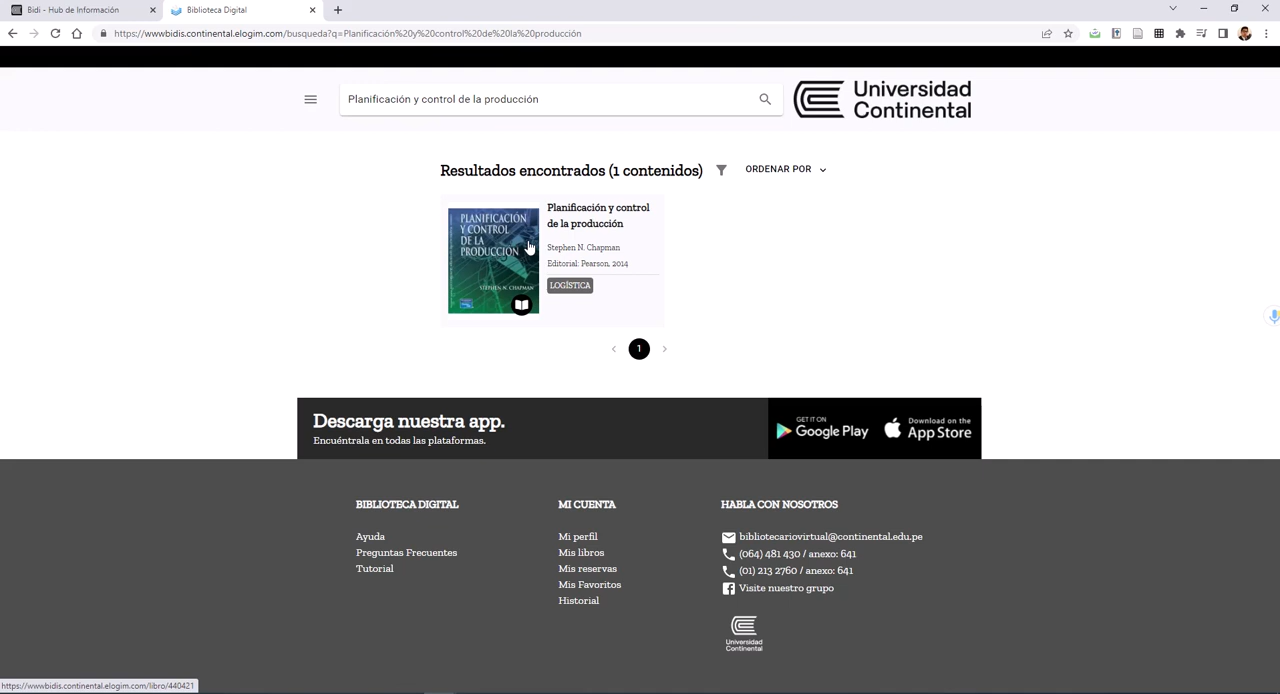 Bidi - Hub de Información
Biblioteca Digital
https://wwwbidis.continental.elogim.com/busqueda?q=Planificación%20y%20control%20de%20la%20producción
Planificación y control de la producción
Universidad
Continental
Resultados encontrados (1 contenidos)
ORDENAR POR
PLANIFICACIÓN
Y CONTROL
DE LA
PRODUCCIÓN
STEPHEN N. CHAPMAN
Planificación y control
de la producción
Stephen N. Chapman
Editorial: Pearson, 2014
LOGÍSTICA
1
Descarga nuestra app.
Encuéntrala en todas las plataformas.
GET IT ON
Google Play
Download on the
App Store
BIBLIOTECA DIGITAL
Ayuda
Preguntas Frecuentes
Tutorial
MI CUENTA
Mi perfil
Mis libros
Mis reservas
Mis Favoritos
Historial
HABLA CON NOSOTROS
bibliotecariovirtual@continental.edu.pe
(064) 481 430 / anexo: 641
(01) 213 2760 / anexo: 641
Visite nuestro grupo
Universidad
Continental
https://wwwbidis.continental.elogim.com/libro/440421